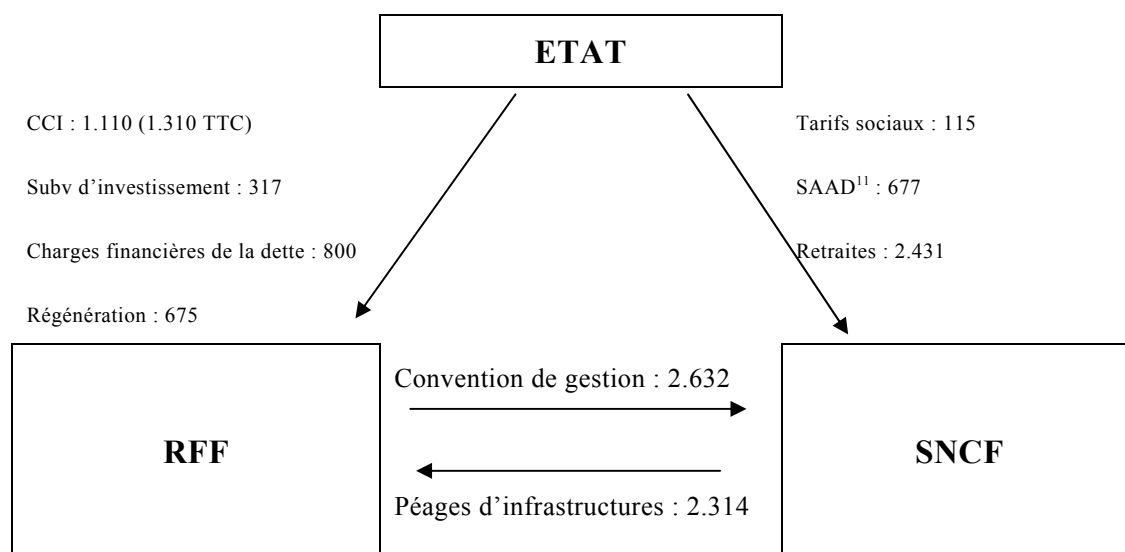 ETAT
CCI : 1.110 (1.310 TTC)
Subv d’investissement : 317
Charges financières de la dette : 800
Régénération : 675
Tarifs sociaux : 115
SAAD11 : 677
Retraites : 2.431
RFF
Convention de gestion : 2.632
Péages d’infrastructures : 2.314
SNCF